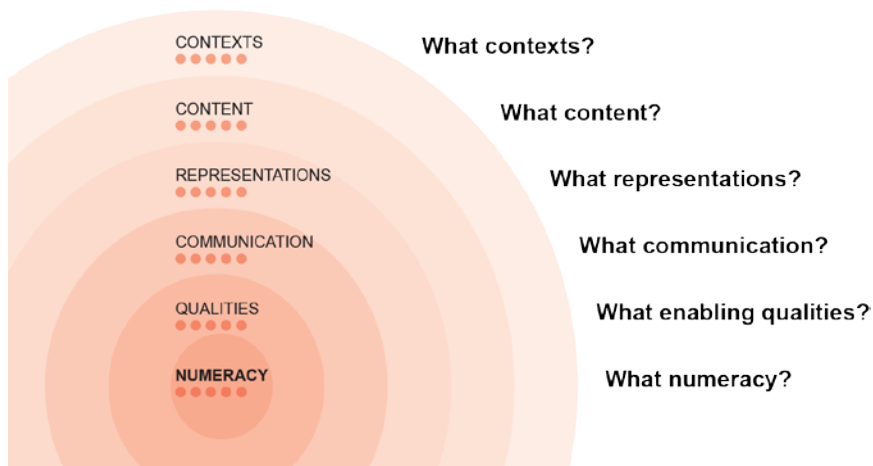 CONTEXTS
What contexts?
CONTENT
What content?
REPRESENTATIONS
What representations?
COMMUNICATION
What communication?
QUALITIES
What enabling qualities?
NUMERACY
What numeracy?